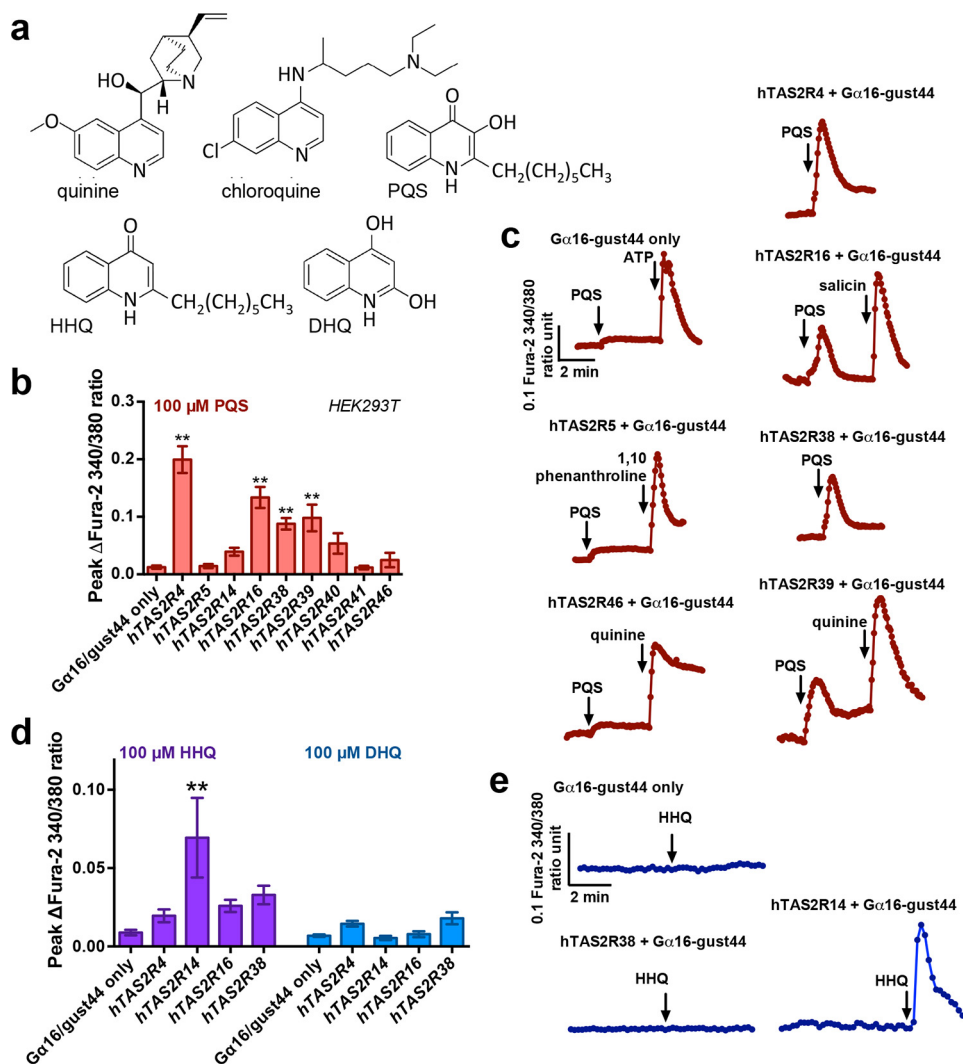 a
HO
N
H
O
N
quinine
HN
N
Cl
N
chloroquine
O
OH
N
H
CH₂(CH₂)₅CH₃
PQS
O
N
H
CH₂(CH₂)₅CH₃
HHQ
OH
N
H
OH
DHQ
b
100 µM PQS
HEK293T
Peak ΔFura-2 340/380 ratio
0.3
0.2
0.1
0.0
**
**
**
**
Gα16/gust44 only
hTAS2R4
hTAS2R5
hTAS2R14
hTAS2R16
hTAS2R38
hTAS2R39
hTAS2R40
hTAS2R41
hTAS2R46
c
Gα16-gust44 only
ATP
PQS
0.1 Fura-2 340/380
ratio unit
2 min
hTAS2R4 + Gα16-gust44
PQS
hTAS2R16 + Gα16-gust44
salicin
PQS
hTAS2R5 + Gα16-gust44
1,10
phenanthroline
PQS
hTAS2R38 + Gα16-gust44
PQS
hTAS2R46 + Gα16-gust44
quinine
PQS
hTAS2R39 + Gα16-gust44
quinine
PQS
d
100 µM HHQ
100 µM DHQ
Peak ΔFura-2 340/380 ratio
0.10
0.05
0.00
**
Gα16/gust44 only
hTAS2R4
hTAS2R14
hTAS2R16
hTAS2R38
Gα16/gust44 only
hTAS2R4
hTAS2R14
hTAS2R16
hTAS2R38
e
Gα16-gust44 only
HHQ
0.1 Fura-2 340/380
ratio unit
2 min
hTAS2R38 + Gα16-gust44
HHQ
hTAS2R14 + Gα16-gust44
HHQ